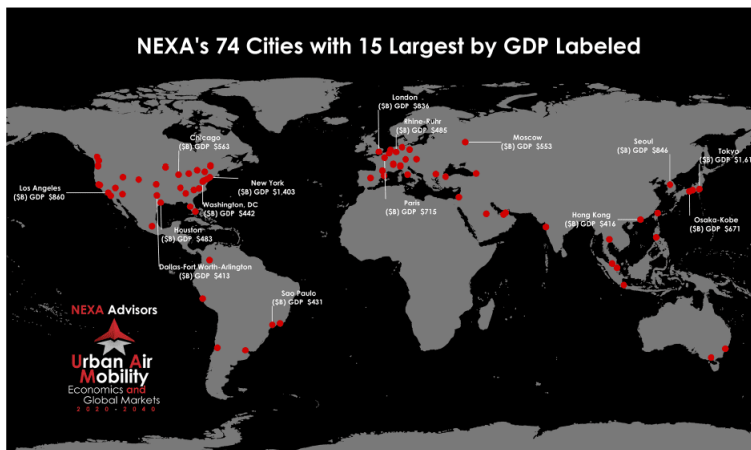 NEXA's 74 Cities with 15 Largest by GDP Labeled
London
($B) GDP $836
Rhine-Ruhr
($B) GDP $485
Chicago
($B) GDP $563
Moscow
($B) GDP $553
Seoul
($B) GDP $846
Tokyo
($B) GDP $1,61
Los Angeles
($B) GDP $860
New York
($B) GDP $1,403
Washington, DC
($B) GDP $442
Paris
($B) GDP $715
Hong Kong
($B) GDP $416
Osaka-Kobe
($B) GDP $671
Houston
($B) GDP $483
Dallas-Fort Worth-Arlington
($B) GDP $413
Sao Paulo
($B) GDP $431
NEXA Advisors
Urban Air
Mobility
Economics and
Global Markets
2020-2040